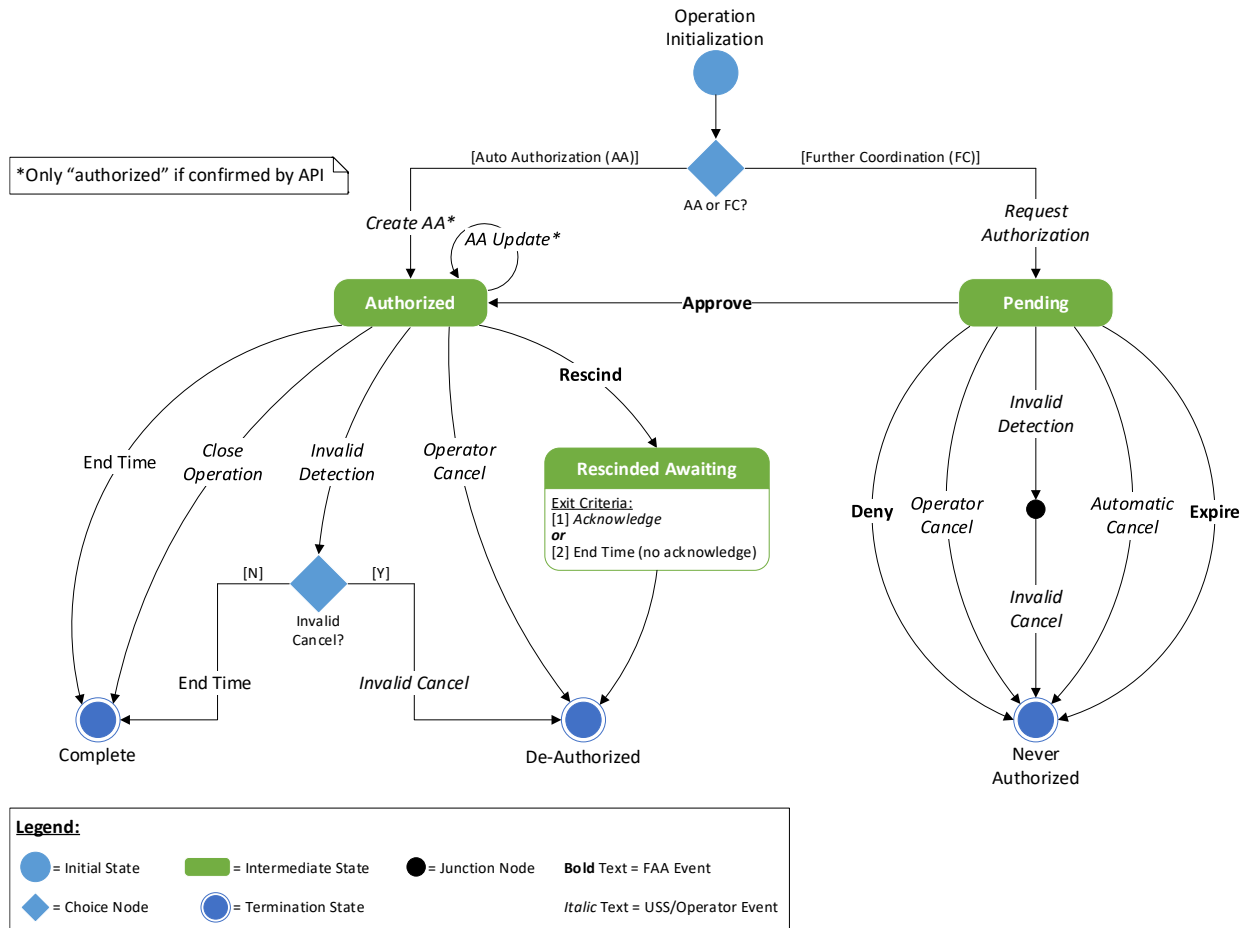 Operation
Initialization
[Auto Authorization (AA)]
[Further Coordination (FC)]
*Only “authorized” if confirmed by API
AA or FC?
Create AA*
AA Update*
Request
Authorization
Authorized
Approve
Pending
Rescind
End Time
Close
Operation
Invalid
Detection
Operator
Cancel
Rescinded Awaiting
Exit Criteria:
[1] Acknowledge
or
[2] End Time (no acknowledge)
Invalid
Detection
Deny
Operator
Cancel
Automatic
Cancel
Expire
[N]
[Y]
Invalid
Cancel?
Invalid
Cancel
End Time
Invalid Cancel
Complete
De-Authorized
Never
Authorized
Legend:
= Initial State
= Intermediate State
= Junction Node
Bold Text = FAA Event
= Choice Node
= Termination State
Italic Text = USS/Operator Event